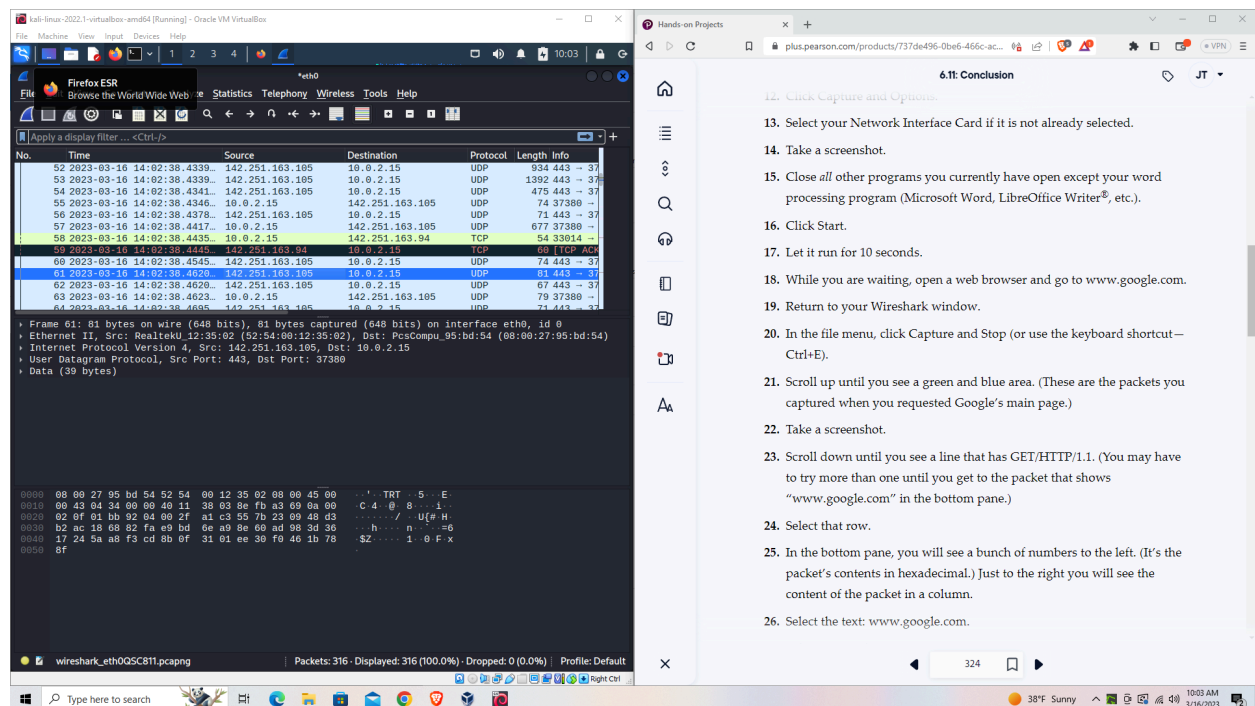 kali-linux-2022.1-virtualbox-amd64 [Running] - Oracle VM VirtualBox
File Machine View Input Devices Help
1 2 3 4 10:03
*eth0
Firefox ESR
Browse the World Wide Web
File Statistics Telephony Wireless Tools Help
Apply a display filter ... <Ctrl-/>
No. Time Source Destination Protocol Length Info
52 2023-03-16 14:02:38.4339… 142.251.163.105 10.0.2.15 UDP 934 443 → 37
53 2023-03-16 14:02:38.4339… 142.251.163.105 10.0.2.15 UDP 1392 443 → 37
54 2023-03-16 14:02:38.4341… 142.251.163.105 10.0.2.15 UDP 475 443 → 37
55 2023-03-16 14:02:38.4346… 10.0.2.15 142.251.163.105 UDP 74 37380 →
56 2023-03-16 14:02:38.4378… 142.251.163.105 10.0.2.15 UDP 71 443 → 37
57 2023-03-16 14:02:38.4417… 10.0.2.15 142.251.163.105 UDP 677 37380 →
58 2023-03-16 14:02:38.4435… 10.0.2.15 142.251.163.94 TCP 54 33014 →
59 2023-03-16 14:02:38.4445… 142.251.163.94 10.0.2.15 TCP 60 [TCP ACK
60 2023-03-16 14:02:38.4545… 142.251.163.105 10.0.2.15 UDP 74 443 → 37
61 2023-03-16 14:02:38.4620… 142.251.163.105 10.0.2.15 UDP 81 443 → 37
62 2023-03-16 14:02:38.4620… 142.251.163.105 10.0.2.15 UDP 67 443 → 37
63 2023-03-16 14:02:38.4623… 10.0.2.15 142.251.163.105 UDP 79 37380 →
64 2023-03-16 14:02:38.4695… 142.251.163.105 10.0.2.15 UDP 71 443 → 37
Frame 61: 81 bytes on wire (648 bits), 81 bytes captured (648 bits) on interface eth0, id 0
Ethernet II, Src: RealtekU_12:35:02 (52:54:00:12:35:02), Dst: PcsCompu_95:bd:54 (08:00:27:95:bd:54)
Internet Protocol Version 4, Src: 142.251.163.105, Dst: 10.0.2.15
User Datagram Protocol, Src Port: 443, Dst Port: 37380
Data (39 bytes)
0000 08 00 27 95 bd 54 52 54 00 12 35 02 08 00 45 00 ··'··TRT ··5···E·
0010 00 43 04 34 00 00 40 11 38 03 8e fb a3 69 0a 00 ·C·4··@· 8····i··
0020 02 0f 01 bb 92 04 00 2f a1 c3 55 7b 23 09 48 d3 ·······/ ··U{#·H·
0030 b2 ac 18 68 82 fa e9 bd 6e a9 8e 60 ad 98 3d 36 ···h···· n··`··=6
0040 17 24 5a a8 f3 cd 8b 0f 31 01 ee 30 f0 46 1b 78 ·$Z····· 1··0·F·x
0050 8f ·
wireshark_eth0QSC811.pcapng Packets: 316 · Displayed: 316 (100.0%) · Dropped: 0 (0.0%) Profile: Default
Right Ctrl
Hands-on Projects
plus.pearson.com/products/737de496-0be6-466c-ac... VPN
6.11: Conclusion JT
12. Click Capture and Options.
13. Select your Network Interface Card if it is not already selected.
14. Take a screenshot.
15. Close all other programs you currently have open except your word
processing program (Microsoft Word, LibreOffice Writer®, etc.).
16. Click Start.
17. Let it run for 10 seconds.
18. While you are waiting, open a web browser and go to www.google.com.
19. Return to your Wireshark window.
20. In the file menu, click Capture and Stop (or use the keyboard shortcut—
Ctrl+E).
21. Scroll up until you see a green and blue area. (These are the packets you
captured when you requested Google's main page.)
22. Take a screenshot.
23. Scroll down until you see a line that has GET/HTTP/1.1. (You may have
to try more than one until you get to the packet that shows
“www.google.com” in the bottom pane.)
24. Select that row.
25. In the bottom pane, you will see a bunch of numbers to the left. (It's the
packet's contents in hexadecimal.) Just to the right you will see the
content of the packet in a column.
26. Select the text: www.google.com.
324
Type here to search
38°F Sunny
10:03 AM
3/16/2023
2